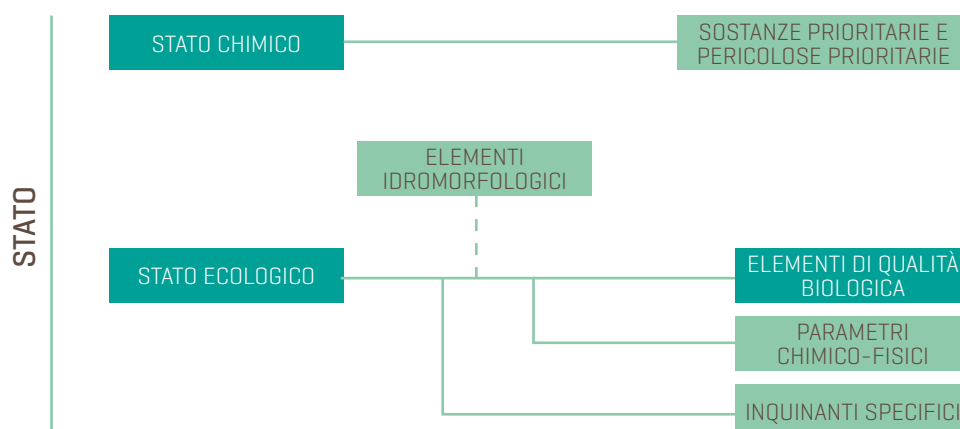 STATO
STATO CHIMICO
SOSTANZE PRIORITARIE E
PERICOLOSE PRIORITARIE
ELEMENTI
IDROMORFOLOGICI
STATO ECOLOGICO
ELEMENTI DI QUALITÀ
BIOLOGICA
PARAMETRI
CHIMICO-FISICI
INQUINANTI SPECIFICI